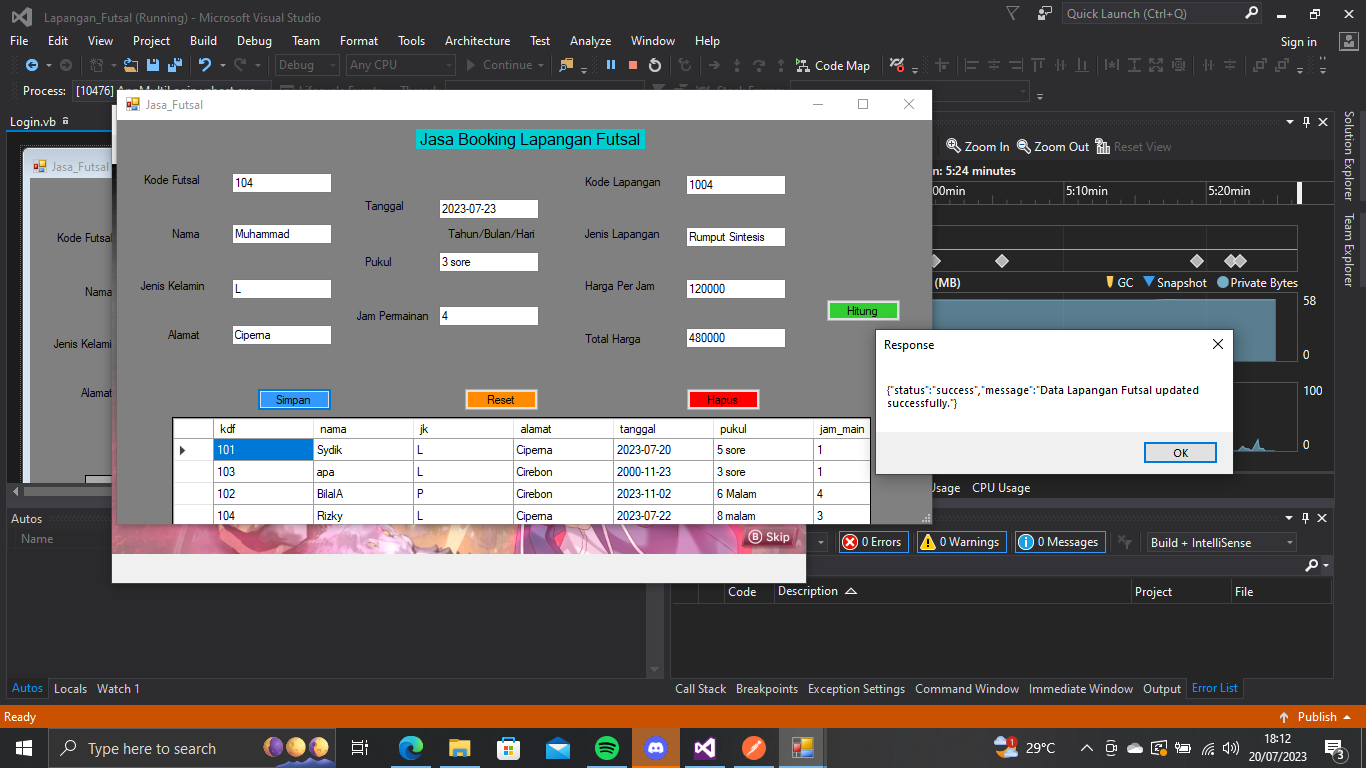 Lapangan_Futsal (Running) - Microsoft Visual Studio
Quick Launch (Ctrl+Q)
File Edit View Project Build Debug Team Format Tools Architecture Test Analyze Window Help
Sign in
Debug Any CPU Continue Code Map
Process: [10476]
Login.vb
Jasa_Futsal
Jasa Booking Lapangan Futsal
Kode Futsal 104
Nama Muhammad
Jenis Kelamin L
Alamat Ciperna
Tanggal 2023-07-23
Tahun/Bulan/Hari
Pukul 3 sore
Jam Permainan 4
Kode Lapangan 1004
Jenis Lapangan Rumput Sintesis
Harga Per Jam 120000
Total Harga 480000
Hitung
Simpan Reset Hapus
kdf nama jk alamat tanggal pukul jam_main
101 Sydik L Ciperna 2023-07-20 5 sore 1
103 apa L Cirebon 2000-11-23 3 sore 1
102 BilalA P Cirebon 2023-11-02 6 Malam 4
104 Rizky L Ciperna 2023-07-22 8 malam 3
Jasa_Futsal
Kode Futsal
Nama
Jenis Kelami
Alamat
B Skip
Zoom In Zoom Out Reset View
n: 5:24 minutes
00min 5:10min 5:20min
(MB) GC Snapshot Private Bytes
58
0
100
0
Response
{"status":"success","message":"Data Lapangan Futsal updated
successfully."}
OK
Usage CPU Usage
Solution Explorer
Team Explorer
Autos
Name
0 Errors 0 Warnings 0 Messages Build + IntelliSense
Code Description Project File
Autos Locals Watch 1
Call Stack Breakpoints Exception Settings Command Window Immediate Window Output Error List
Ready
Publish
Type here to search
1
29°C
18:12
20/07/2023
3